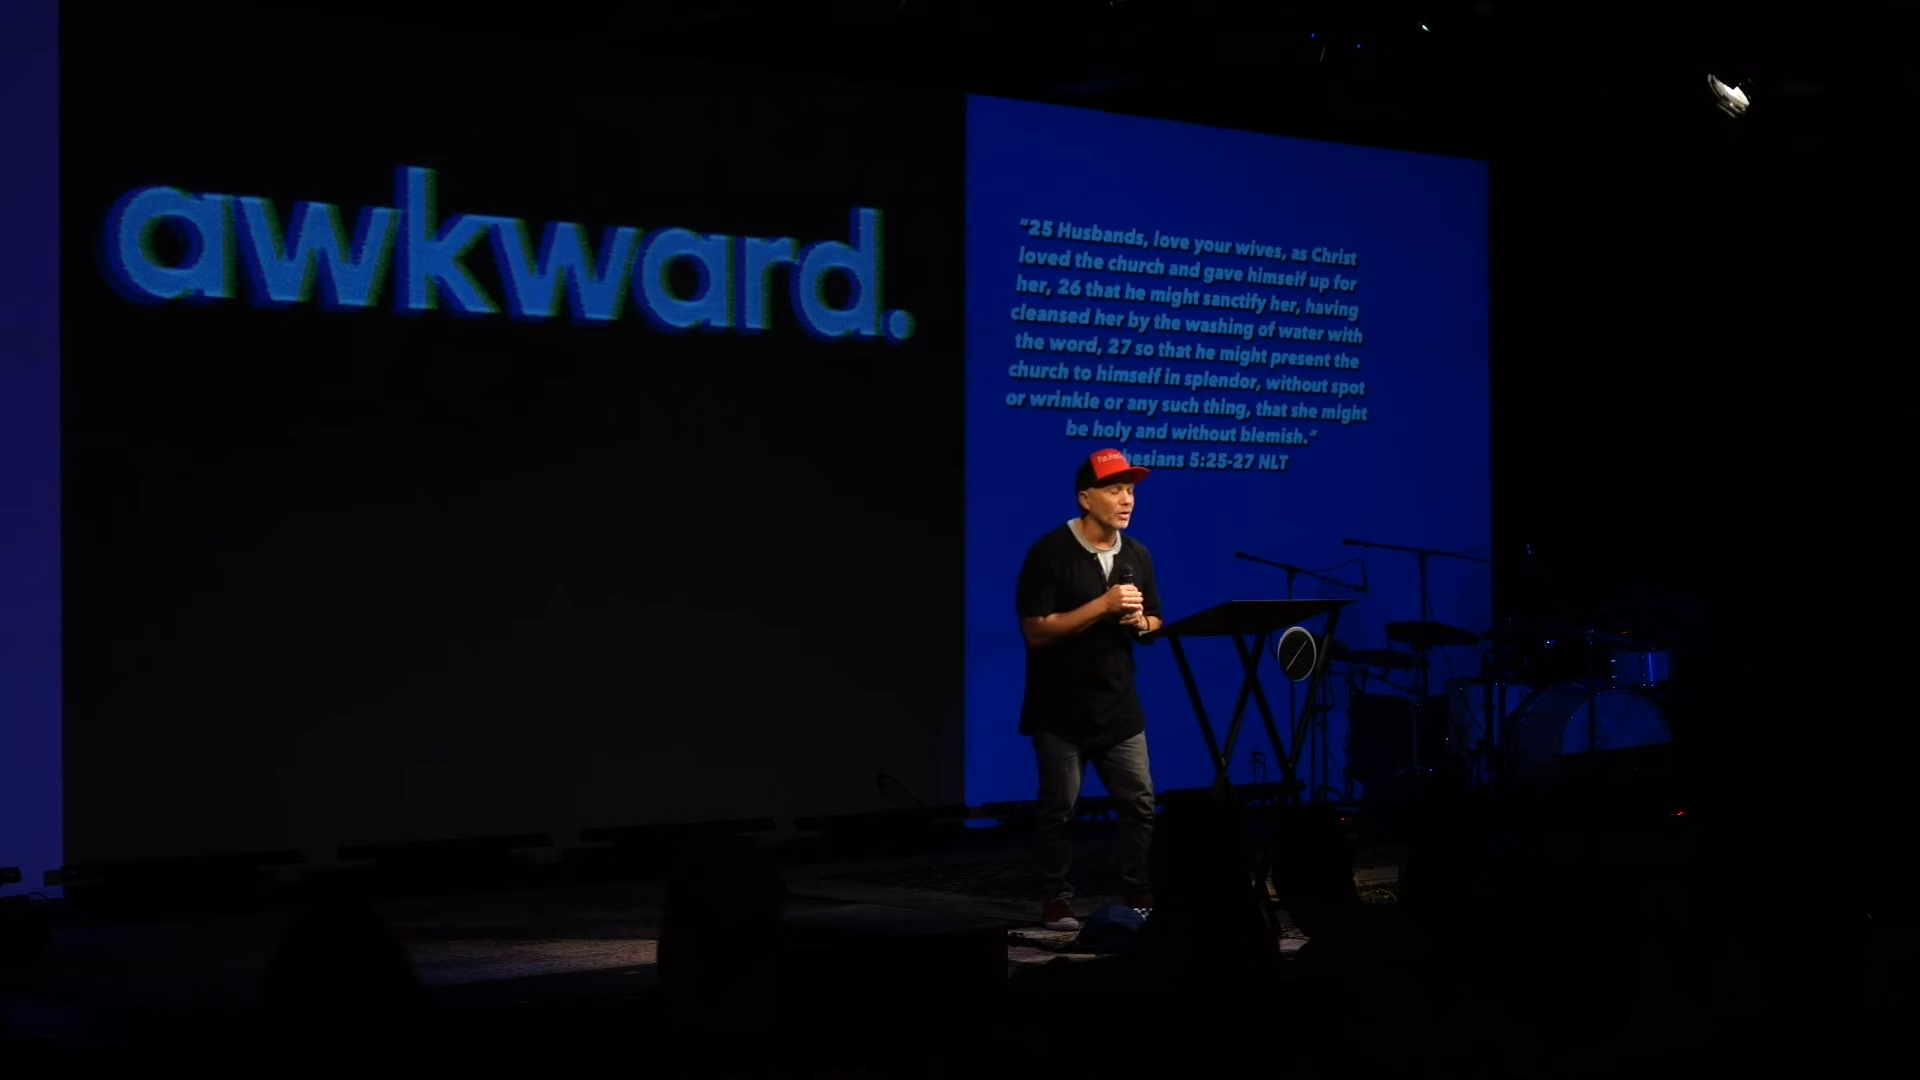 awkward.
"25 Husbands, love your wives, as Christ
loved the church and gave himself up for
her, 26 that he might sanctify her, having
cleansed her by the washing of water with
the word, 27 so that he might present the
church to himself in splendor, without spot
or wrinkle or any such thing, that she might
be holy and without blemish."
hesians 5:25-27 NLT